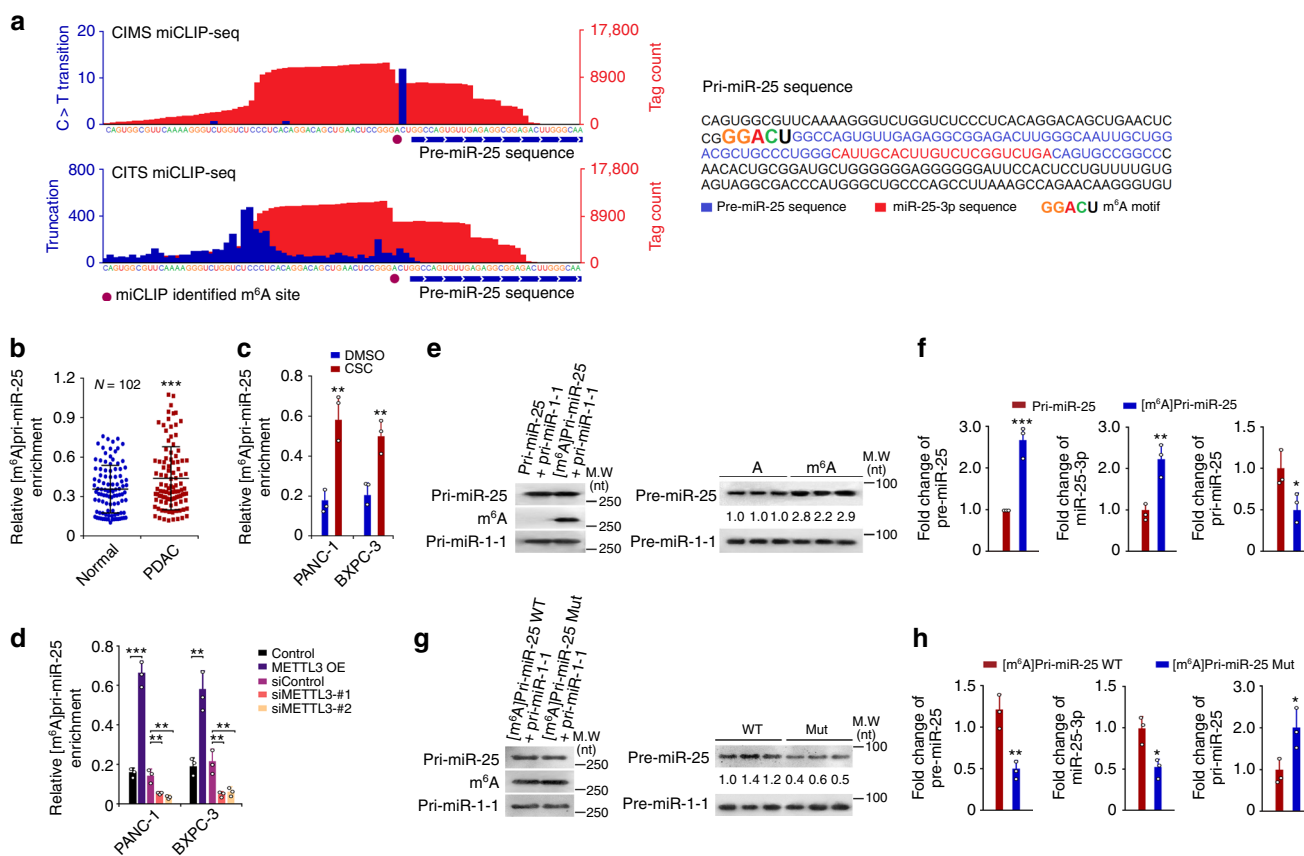 a
CIMS miCLIP-seq
C > T transition
20
10
0
17,800
8900
0
Tag count
CAGUGGCGUUCAAAAGGGUCUGGUCUCCCUCACAGGACAGCUGAACUCCGGGACUGGCCAGUGUUGAGAGGCGGAGACUUGGGCAA
Pre-miR-25 sequence
CITS miCLIP-seq
Truncation
800
400
0
17,800
8900
0
Tag count
CAGUGGCGUUCAAAAGGGUCUGGUCUCCCUCACAGGACAGCUGAACUCCGGGACUGGCCAGUGUUGAGAGGCGGAGACUUGGGCAA
Pre-miR-25 sequence
miCLIP identified m⁶A site
Pri-miR-25 sequence
CAGUGGCGUUCAAAAGGGUCUGGUCUCCCUCACAGGACAGCUGAACUC
CGGGACUGGCCAGUGUUGAGAGGCGGAGACUUGGGCAAUUGCUGG
ACGCUGCCCUGGGCAUUGCACUUGUCUCGGUCUGACAGUGCCGGCCC
AACACUGCGGAUGCUGGGGGGAGGGGGGAUUCCACUCCUGUUUUGUG
AGUAGGCGACCCAUGGGCUGCCCAGCCUUAAAGCCAGAACAAGGGUGU
Pre-miR-25 sequence
miR-25-3p sequence
GGACU m⁶A motif
b
Relative [m⁶A]pri-miR-25
enrichment
1.2
0.9
0.6
0.3
0
N = 102
***
Normal
PDAC
c
DMSO
CSC
Relative [m⁶A]pri-miR-25
enrichment
0.8
0.6
0.4
0.2
0
**
**
PANC-1
BXPC-3
e
Pri-miR-25
+ pri-miR-1-1
[m⁶A]Pri-miR-25
+ pri-miR-1-1
M.W
(nt)
Pri-miR-25
250
m⁶A
250
Pri-miR-1-1
250
A
m⁶A
M.W
(nt)
100
Pre-miR-25
1.0 1.0 1.0 2.8 2.2 2.9
100
Pre-miR-1-1
f
Pri-miR-25
[m⁶A]Pri-miR-25
Fold change of
pre-miR-25
3.0
2.0
1.0
0
***
Fold change of
miR-25-3p
3.0
2.0
1.0
0
**
Fold change of
pri-miR-25
1.5
1.0
0.5
0
*
d
Control
METTL3 OE
siControl
siMETTL3-#1
siMETTL3-#2
Relative [m⁶A]pri-miR-25
enrichment
0.8
0.6
0.4
0.2
0
***
**
**
**
**
**
PANC-1
BXPC-3
g
[m⁶A]Pri-miR-25 WT
+ pri-miR-1-1
[m⁶A]Pri-miR-25 Mut
+ pri-miR-1-1
M.W
(nt)
Pri-miR-25
250
m⁶A
250
Pri-miR-1-1
250
WT
Mut
M.W
(nt)
100
Pre-miR-25
1.0 1.4 1.2 0.4 0.6 0.5
100
Pre-miR-1-1
h
[m⁶A]Pri-miR-25 WT
[m⁶A]Pri-miR-25 Mut
Fold change of
pre-miR-25
1.5
1.0
0.5
0
**
Fold change of
miR-25-3p
1.5
1.0
0.5
0
*
Fold change of
pri-miR-25
3.0
2.0
1.0
0
*